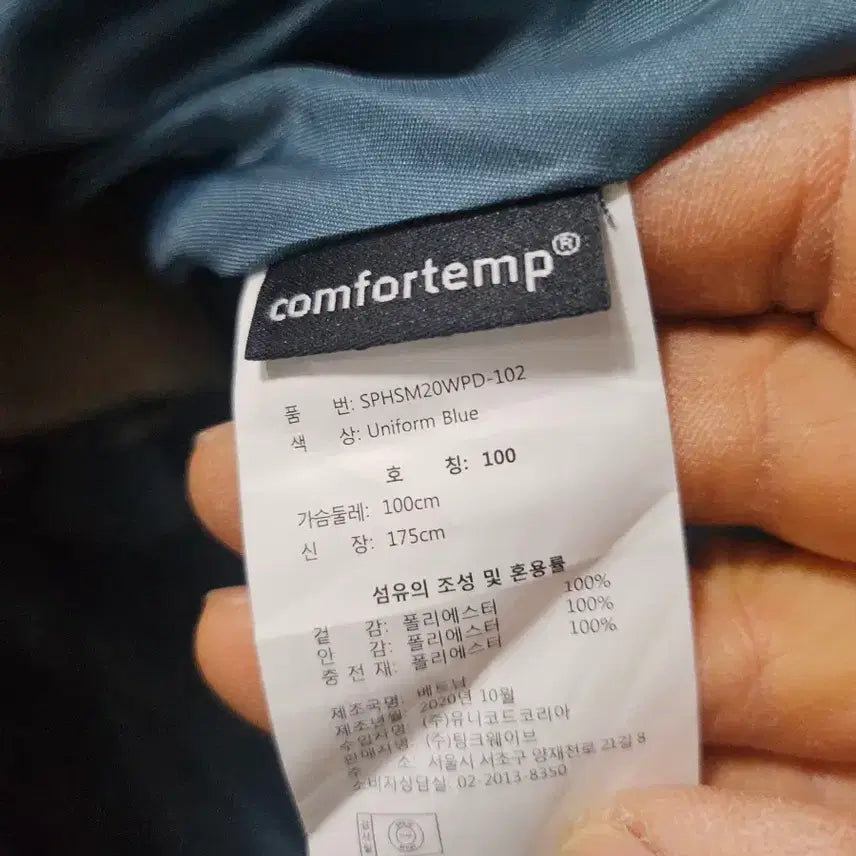 comfortemp®
품 번: SPHSM20WPD-102
색 상: Uniform Blue
호 칭: 100
가슴둘레: 100cm
신 장: 175cm
섬유의 조성 및 혼용률
겉 감: 폴리에스터 100%
안 감: 폴리에스터 100%
충 전 재: 폴리에스터 100%
제조국명: 베트남
제조년월: 2020년 10월
수입자명: (주)유니코드코리아
판매자명: (주)탕크웨이브
주 소: 서울시 서초구 양재천로 21길 8
소비자상담실: 02-2013-8350